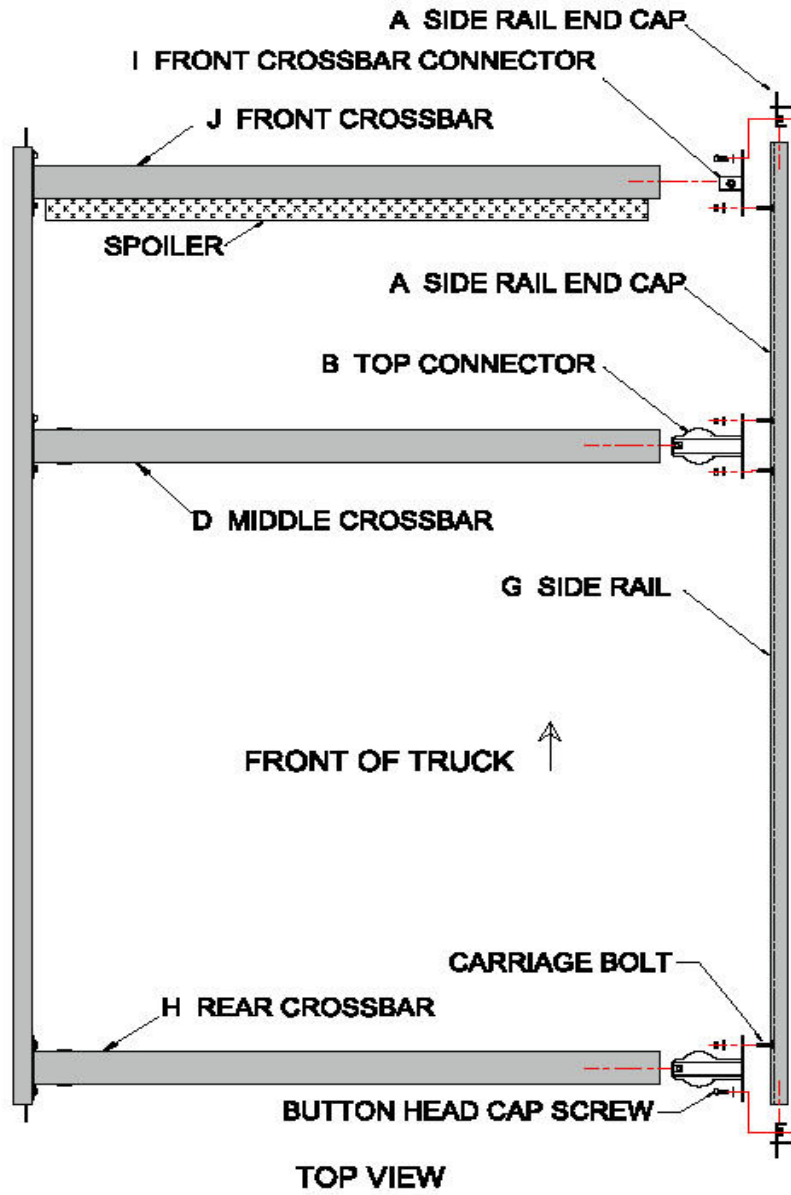 A SIDE RAIL END CAP
I FRONT CROSSBAR CONNECTOR
J FRONT CROSSBAR
SPOILER
A SIDE RAIL END CAP
B TOP CONNECTOR
D MIDDLE CROSSBAR
G SIDE RAIL
FRONT OF TRUCK
CARRIAGE BOLT
H REAR CROSSBAR
BUTTON HEAD CAP SCREW
TOP VIEW